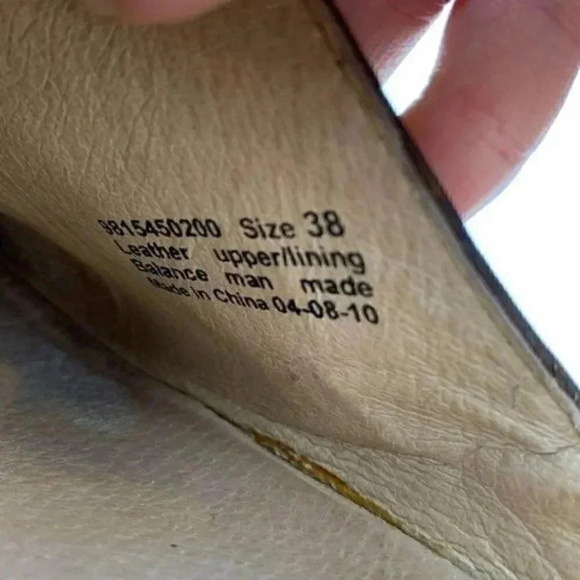 9815450200 Size 38
Leather upper/lining
Balance man made
Made in China 04-08-10